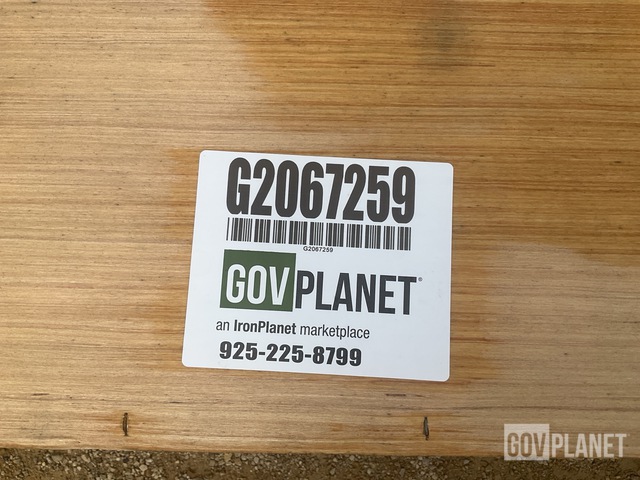 G2067259
G2067259
GOVPLANET®
an IronPlanet marketplace
925-225-8799
GOVPLANET